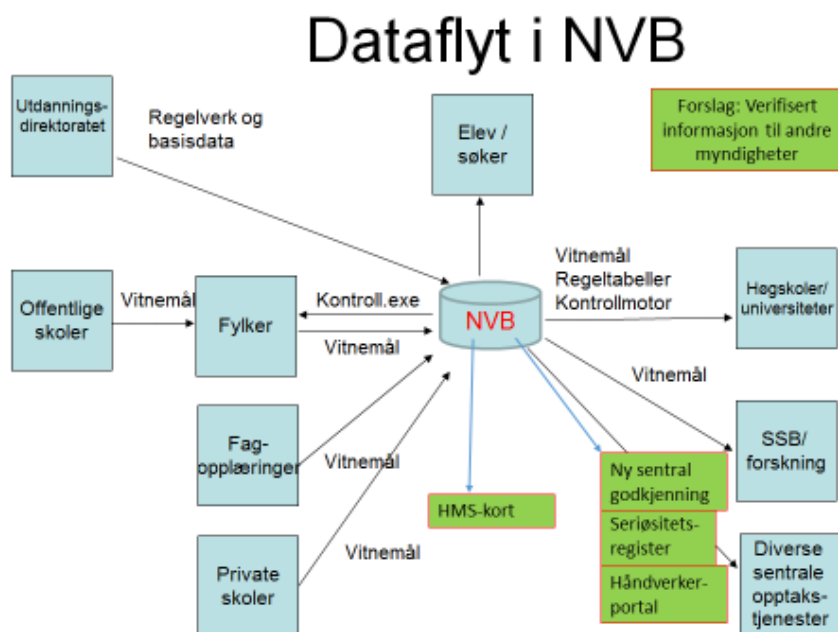 Dataflyt i NVB
Utdannings-
direktoratet
Regelverk og
basisdata
Elev /
søker
Forslag: Verifisert
informasjon til andre
myndigheter
Offentlige
skoler
Vitnemål
Fylker
Kontroll.exe
Vitnemål
NVB
Vitnemål
Regeltabeller
Kontrollmotor
Høgskoler/
universiteter
Vitnemål
SSB/
forskning
Fag-
opplæringer
Vitnemål
HMS-kort
Ny sentral
godkjenning
Seriøsitets-
register
Håndverker-
portal
Private
skoler
Vitnemål
Diverse
sentrale
opptaks-
tjenester